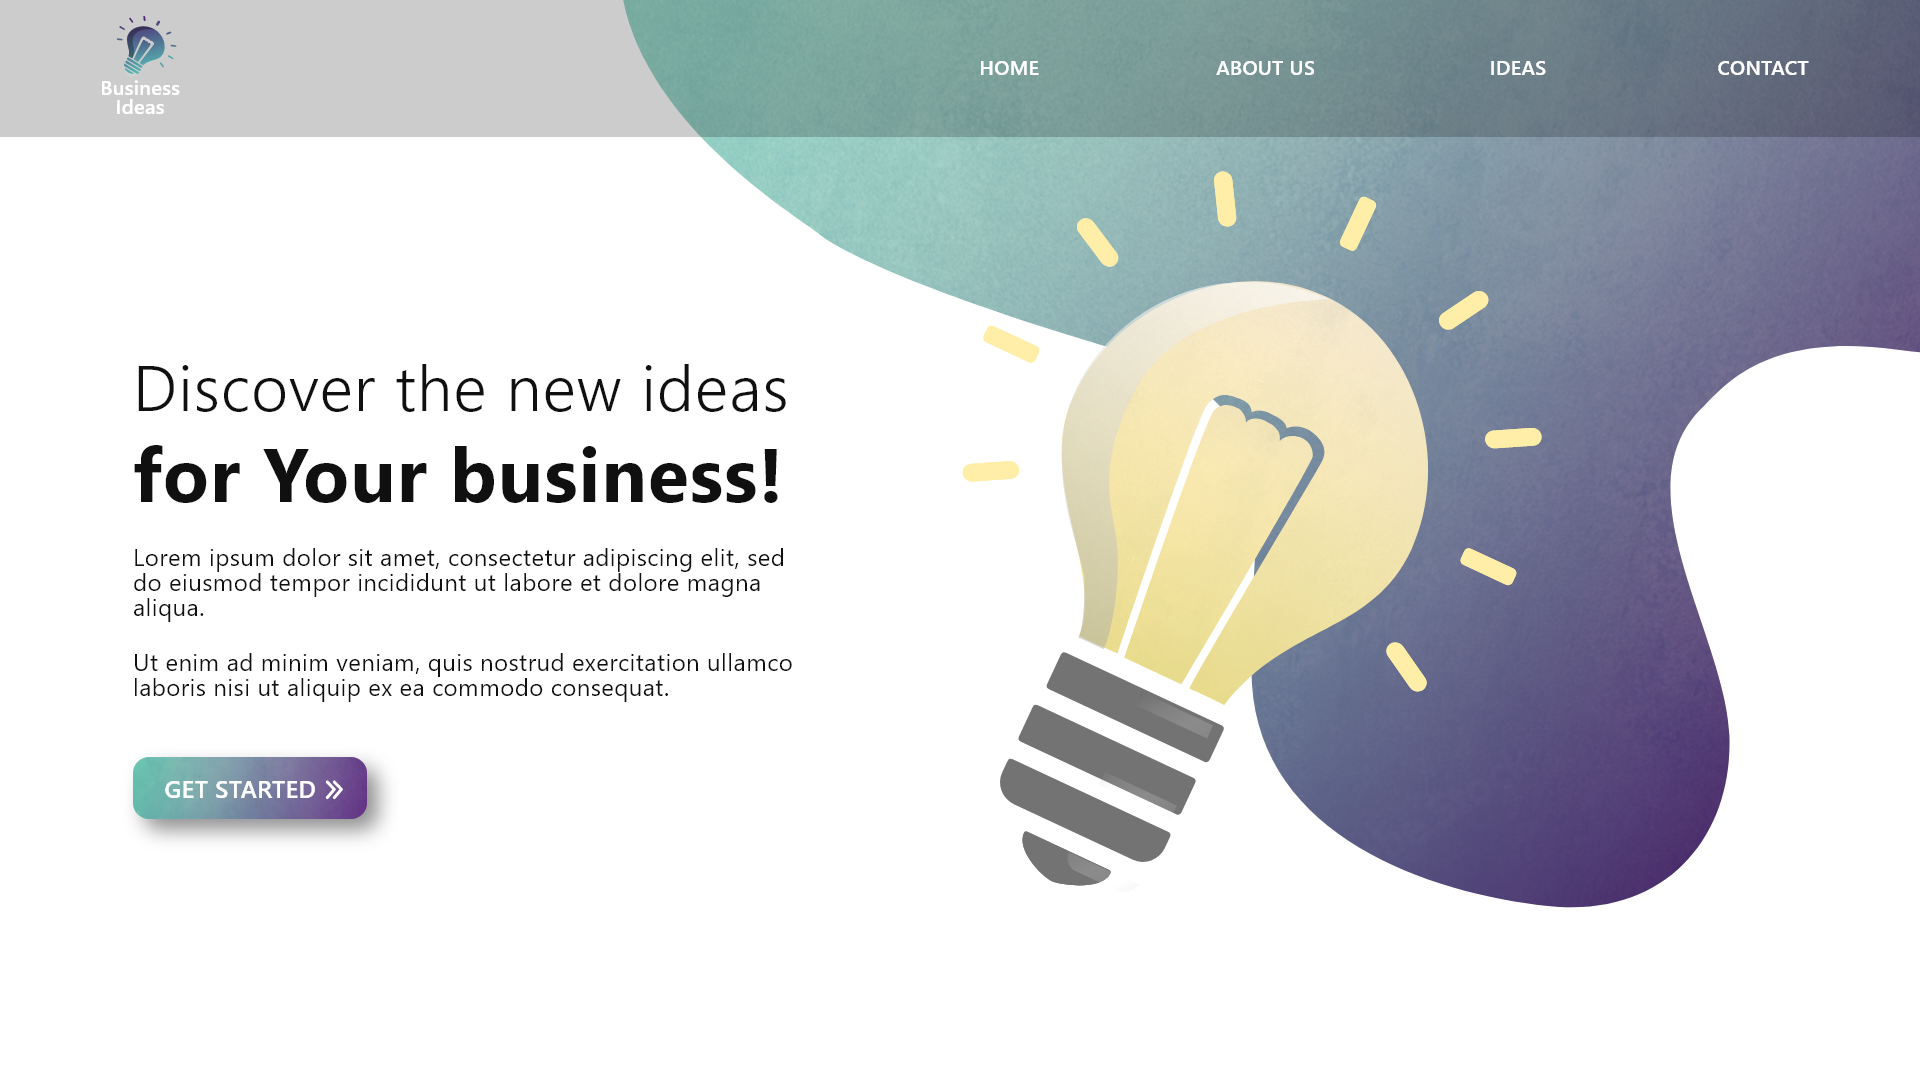 Business
Ideas
HOME
ABOUT US
IDEAS
CONTACT
Discover the new ideas
for Your business!
Lorem ipsum dolor sit amet, consectetur adipiscing elit, sed
do eiusmod tempor incididunt ut labore et dolore magna
aliqua.
Ut enim ad minim veniam, quis nostrud exercitation ullamco
laboris nisi ut aliquip ex ea commodo consequat.
GET STARTED